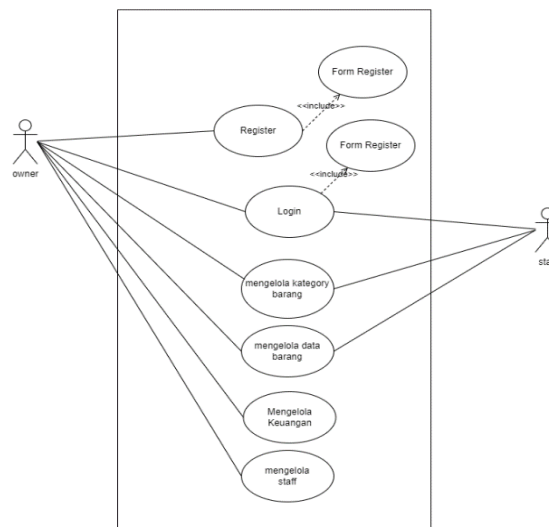 Form Register
<<include>>
Register
Form Register
owner
<<include>>
Login
sta
mengelola kategory
barang
mengelola data
barang
Mengelola
Keuangan
mengelola
staff